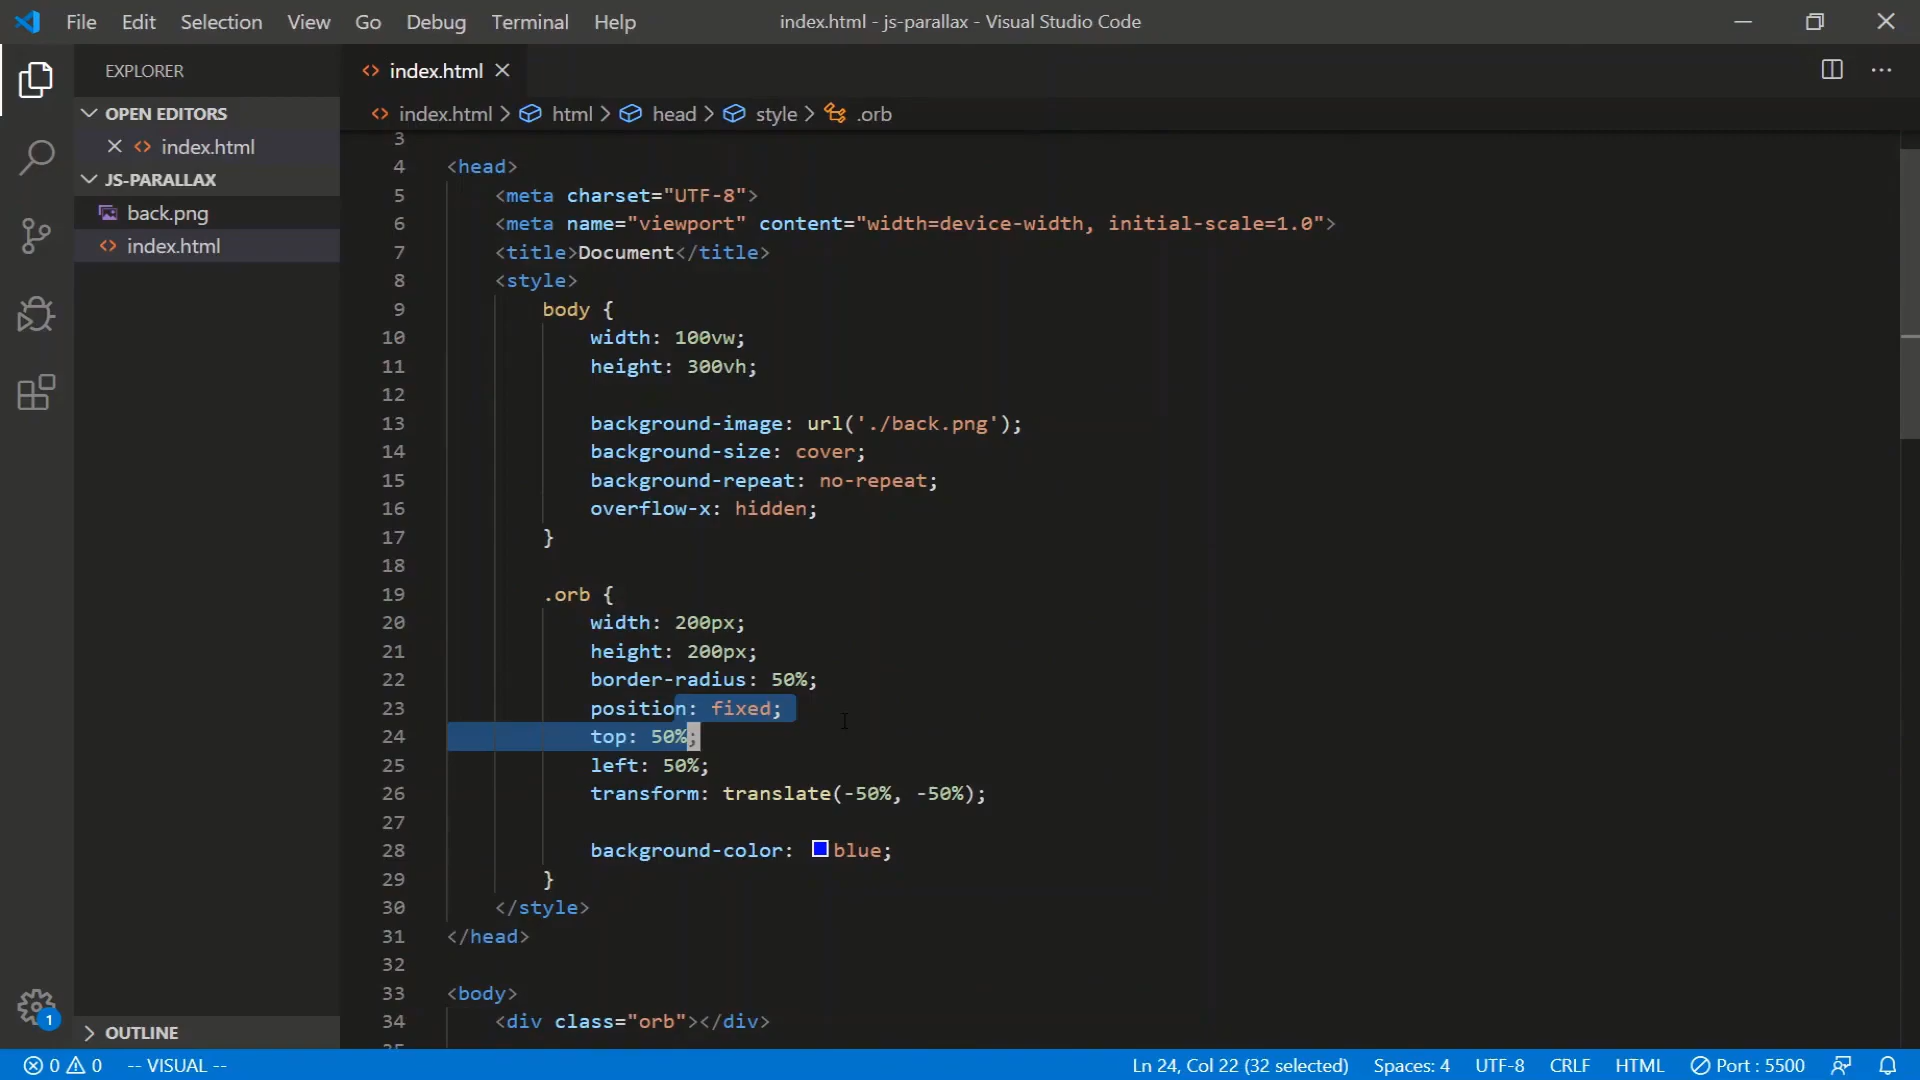 File Edit Selection View Go Debug Terminal Help index.html - js-parallax - Visual Studio Code
EXPLORER
OPEN EDITORS
index.html
JS-PARALLAX
back.png
index.html
OUTLINE
index.html
index.html > html > head > style > .orb
3
4 <head>
5 <meta charset="UTF-8">
6 <meta name="viewport" content="width=device-width, initial-scale=1.0">
7 <title>Document</title>
8 <style>
9 body {
10 width: 100vw;
11 height: 300vh;
12
13 background-image: url('./back.png');
14 background-size: cover;
15 background-repeat: no-repeat;
16 overflow-x: hidden;
17 }
18
19 .orb {
20 width: 200px;
21 height: 200px;
22 border-radius: 50%;
23 position: fixed;
24 top: 50%;
25 left: 50%;
26 transform: translate(-50%, -50%);
27
28 background-color: blue;
29 }
30 </style>
31 </head>
32
33 <body>
34 <div class="orb"></div>
35
1
0 0 -- VISUAL -- Ln 24, Col 22 (32 selected) Spaces: 4 UTF-8 CRLF HTML Port : 5500